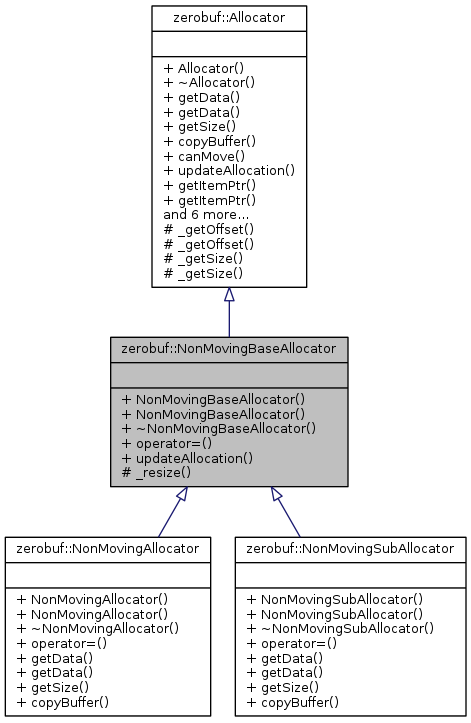 zerobuf::Allocator
+ Allocator()
+ ~Allocator()
+ getData()
+ getData()
+ getSize()
+ copyBuffer()
+ canMove()
+ updateAllocation()
+ getItemPtr()
+ getItemPtr()
and 6 more...
# _getOffset()
# _getOffset()
# _getSize()
# _getSize()
zerobuf::NonMovingBaseAllocator
+ NonMovingBaseAllocator()
+ NonMovingBaseAllocator()
+ ~NonMovingBaseAllocator()
+ operator=()
+ updateAllocation()
# _resize()
zerobuf::NonMovingAllocator
+ NonMovingAllocator()
+ NonMovingAllocator()
+ ~NonMovingAllocator()
+ operator=()
+ getData()
+ getData()
+ getSize()
+ copyBuffer()
zerobuf::NonMovingSubAllocator
+ NonMovingSubAllocator()
+ NonMovingSubAllocator()
+ ~NonMovingSubAllocator()
+ operator=()
+ getData()
+ getData()
+ getSize()
+ copyBuffer()